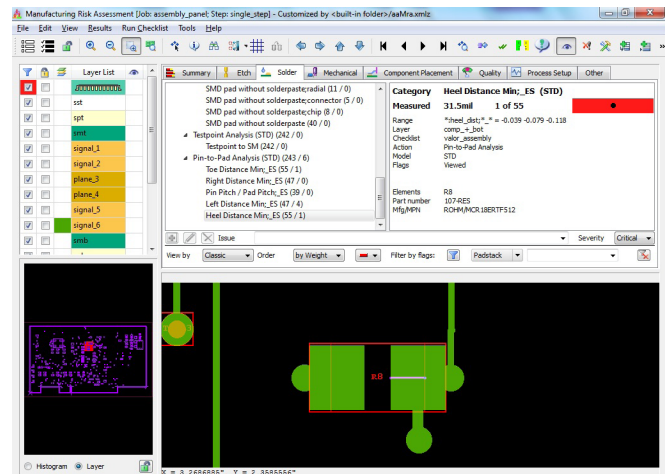 Manufacturing Risk Assessment [Job: assembly_panel; Step: single_step] - Customized by <built-in folder>/aaMra.xmlz
File Edit View Results Run Checklist Tools Help
Layer List
sst
spt
smt
signal_1
signal_2
plane_3
plane_4
signal_5
signal_6
smb
Summary Etch Solder Mechanical Component Placement Quality Process Setup Other
SMD pad without solderpaste;radial (11 / 0)
SMD pad without solderpaste;connector (5 / 0)
SMD pad without solderpaste;chip (8 / 0)
SMD pad without solderpaste (40 / 0)
Testpoint Analysis (STD) (242 / 0)
Testpoint to SM (242 / 0)
Pin-to-Pad Analysis (STD) (243 / 6)
Toe Distance Min;_ES (55 / 1)
Right Distance Min;_ES (47 / 0)
Pin Pitch / Pad Pitch;_ES (39 / 0)
Left Distance Min;_ES (47 / 4)
Heel Distance Min;_ES (55 / 1)
Category Heel Distance Min;_ES (STD)
Measured 31.5mil 1 of 55
Range *:heel_dist;*_* = -0.039 -0.079 -0.118
Layer comp_+_bot
Checklist valor_assembly
Action Pin-to-Pad Analysis
Model STD
Flags Viewed
Elements R8
Part number 107-RES
Mfg/MPN ROHM/MCR18ERTF512
Issue Severity Critical
View by Classic Order by Weight Filter by flags: Padstack
R8
Histogram Layer